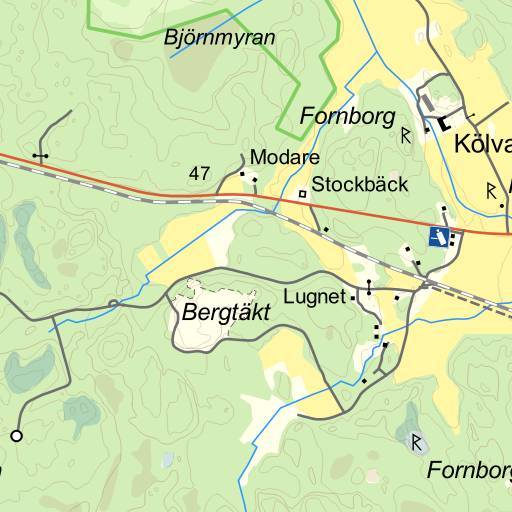 Björnmyran
Fornborg
Kölva
Modare
47
Stockbäck
Lugnet
Bergtäkt
Fornborg
n